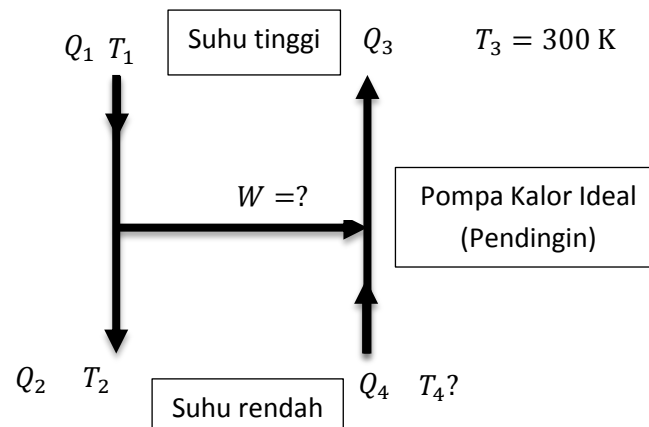 Q₁ T₁ Suhu tinggi Q₃ T₃ = 300 K
W =? Pompa Kalor Ideal
(Pendingin)
Q₂ T₂ Suhu rendah Q₄ T₄?